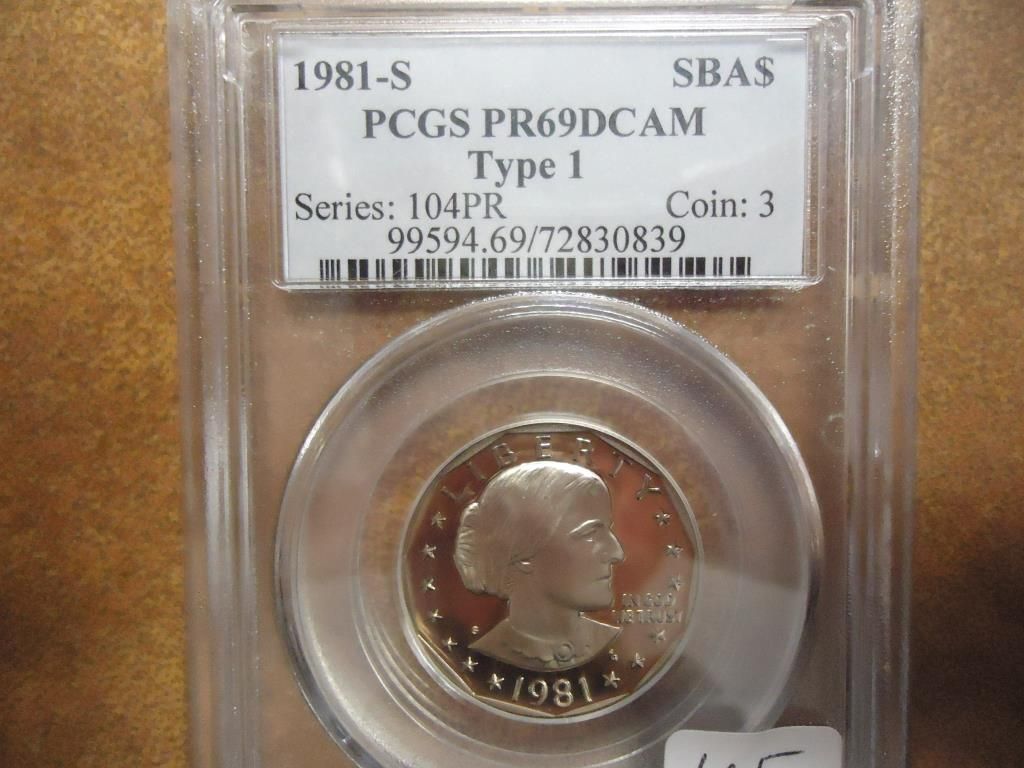 1981-S SBA$
PCGS PR69DCAM
Type 1
Series: 104PR Coin: 3
99594.69/72830839
LIBERTY
IN GOD
WE TRUST
S
1981